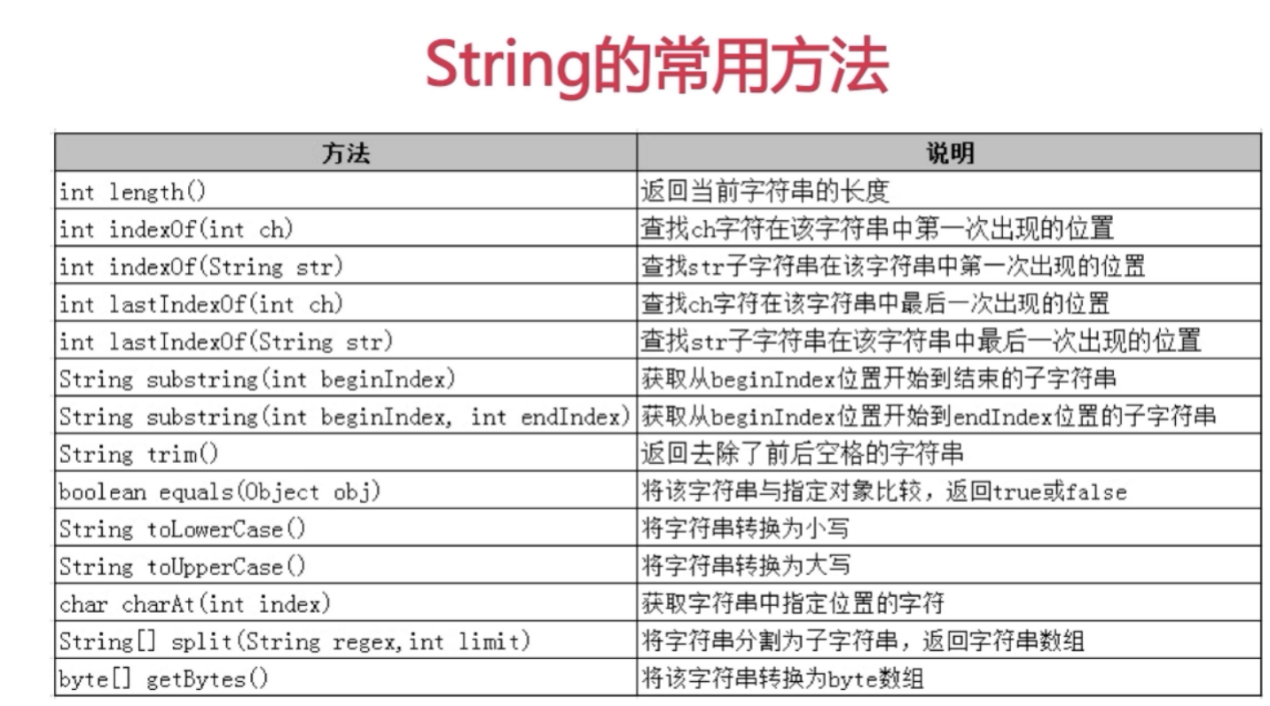 String的常用方法
方法 说明
int length() 返回当前字符串的长度
int indexOf(int ch) 查找ch字符在该字符串中第一次出现的位置
int indexOf(String str) 查找str子字符串在该字符串中第一次出现的位置
int lastIndexOf(int ch) 查找ch字符在该字符串中最后一次出现的位置
int lastIndexOf(String str) 查找str子字符串在该字符串中最后一次出现的位置
String substring(int beginIndex) 获取从beginIndex位置开始到结束的子字符串
String substring(int beginIndex, int endIndex) 获取从beginIndex位置开始到endIndex位置的子字符串
String trim() 返回去除了前后空格的字符串
boolean equals(Object obj) 将该字符串与指定对象比较，返回true或false
String toLowerCase() 将字符串转换为小写
String toUpperCase() 将字符串转换为大写
char charAt(int index) 获取字符串中指定位置的字符
String[] split(String regex,int limit) 将字符串分割为子字符串，返回字符串数组
byte[] getBytes() 将该字符串转换为byte数组